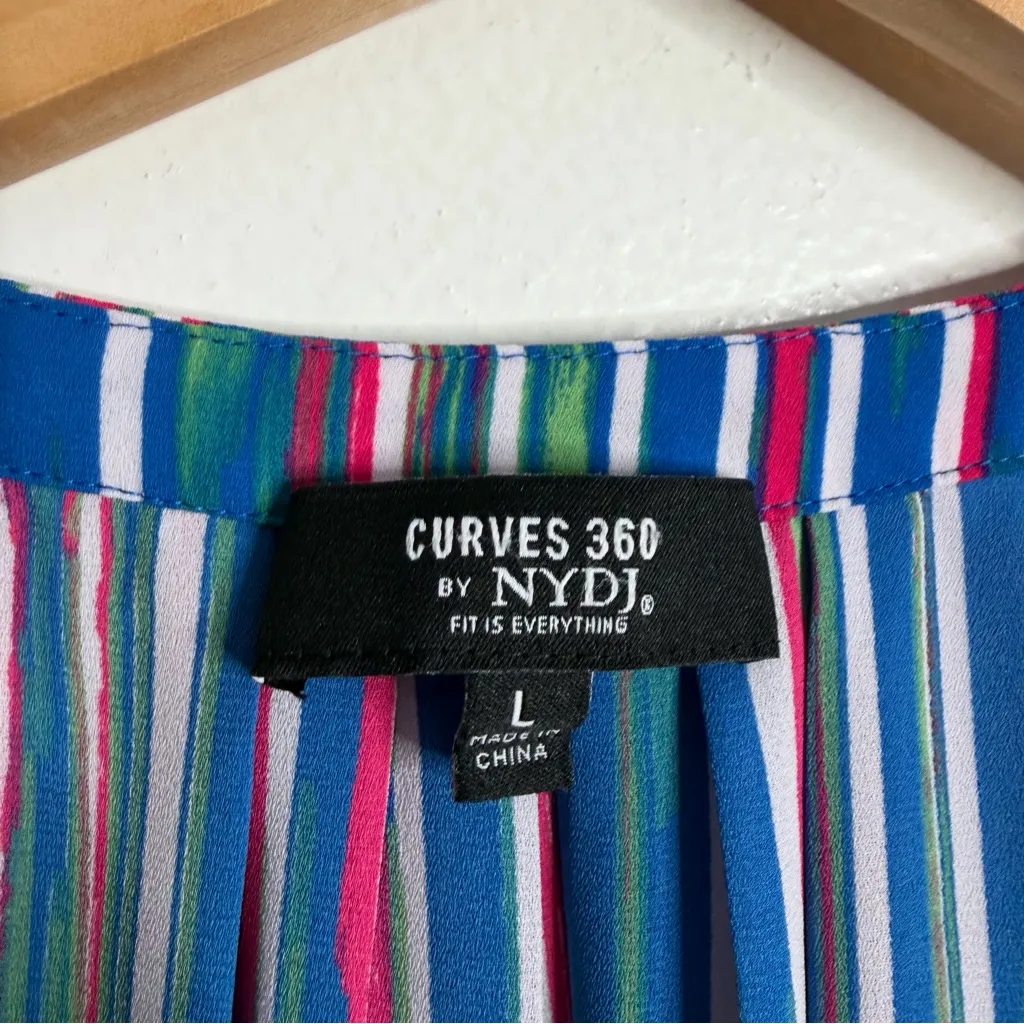 CURVES 360
BY NYDJ®
FIT IS EVERYTHING
L
MADE IN
CHINA